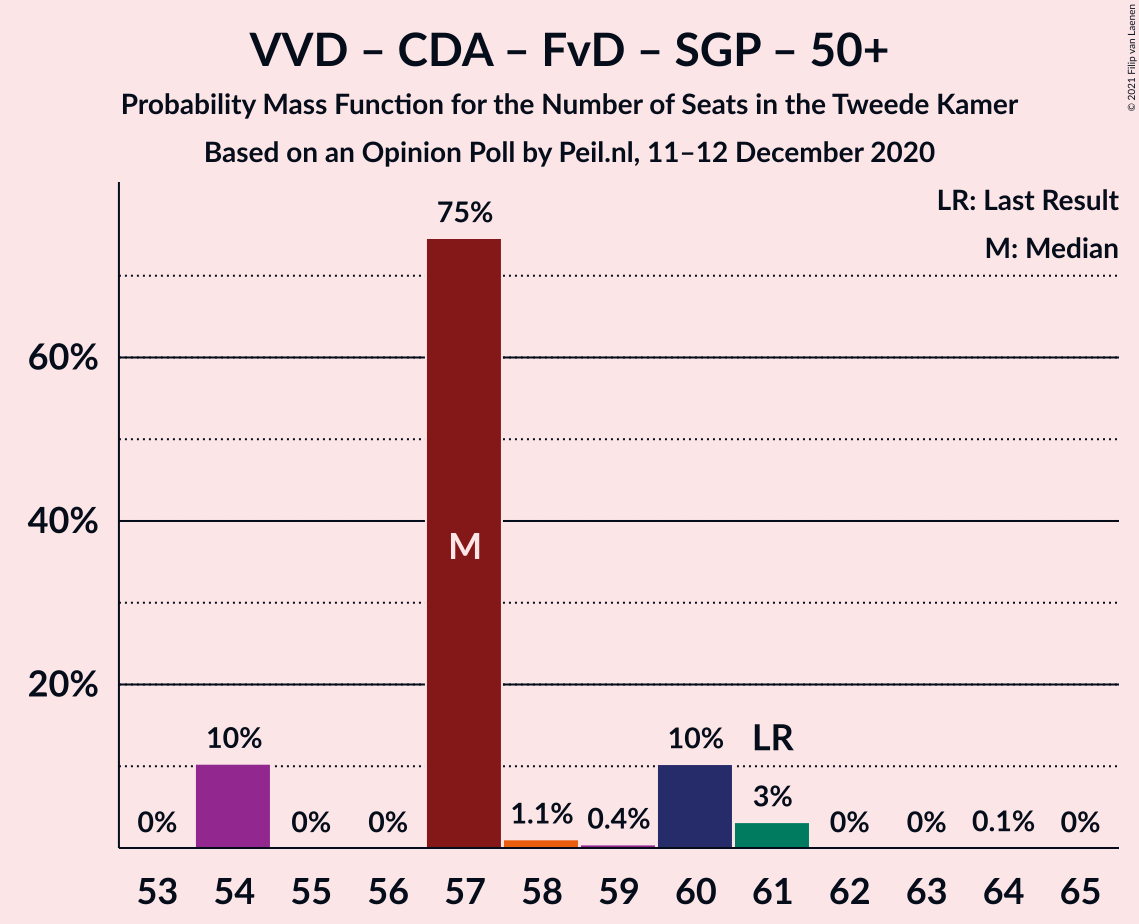 VVD – CDA – FvD – SGP – 50+
Probability Mass Function for the Number of Seats in the Tweede Kamer
Based on an Opinion Poll by Peil.nl, 11–12 December 2020
© 2021 Filip van Laenen
LR: Last Result
M: Median
75%
60%
40%
20%
M
0%
10%
0%
0%
1.1%
0.4%
10%
LR
3%
0%
0%
0.1%
0%
53 54 55 56 57 58 59 60 61 62 63 64 65